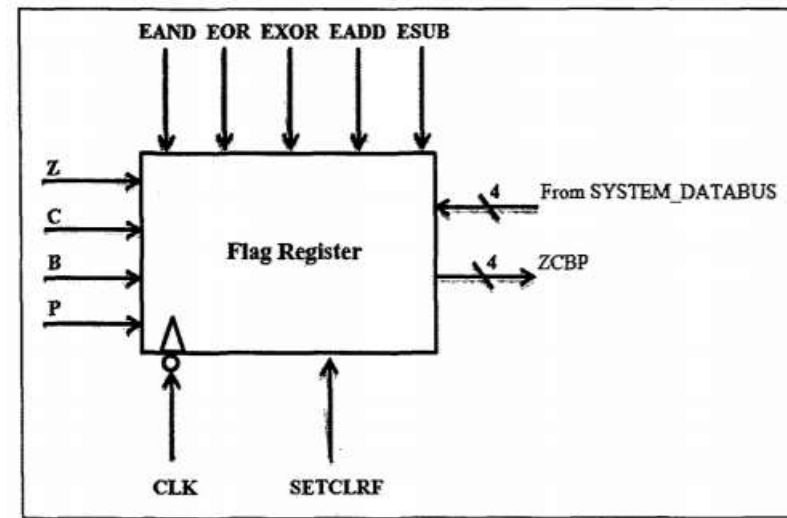 EAND EOR EXOR EADD ESUB
Z
4 From SYSTEM_DATABUS
C
Flag Register
B
4 ZCBP
P
CLK SETCLRF